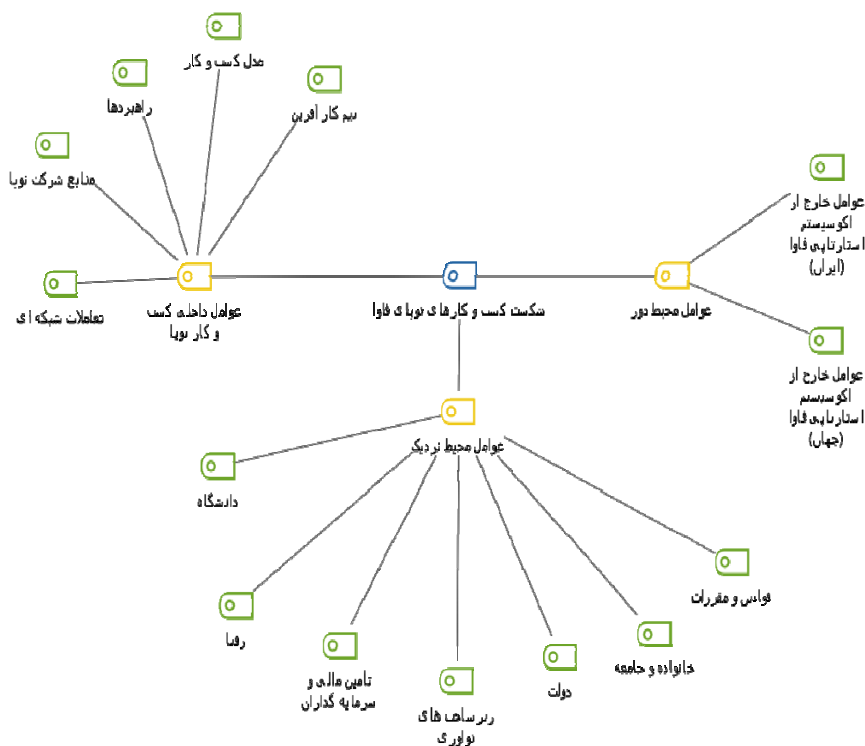 مدل کسب و کار
راهبردها
تیم کار آفرین
منابع شرکت نوپا
تعاملات شبکه ای
عوامل داخلی کسب
و کار نوپا
شکست کسب و کارهای نوپای فاوا
عوامل محیط دور
عوامل خارج از
اکوسیستم
استارتاپی فاوا
(ایران)
عوامل خارج از
اکوسیستم
استارتاپی فاوا
(جهان)
عوامل محیط نزدیک
دانشگاه
رقبا
تامین مالی و
سرمایه گذاران
زیرساخت های
نوآوری
دولت
خانواده و جامعه
قوانین و مقررات